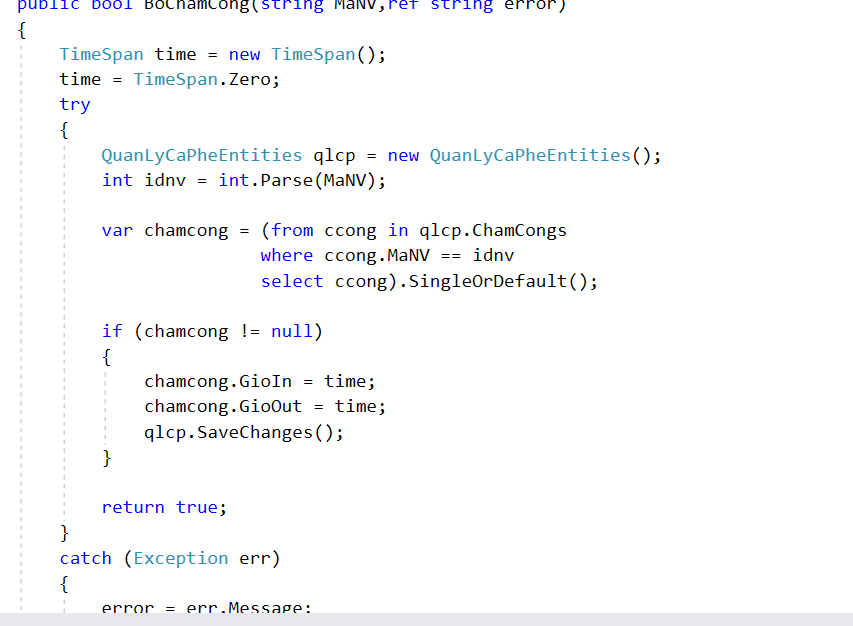 public bool BoChamCong(string MaNV,ref string error)
{
TimeSpan time = new TimeSpan();
time = TimeSpan.Zero;
try
{
QuanLyCaPheEntities qlcp = new QuanLyCaPheEntities();
int idnv = int.Parse(MaNV);
var chamcong = (from ccong in qlcp.ChamCongs
where ccong.MaNV == idnv
select ccong).SingleOrDefault();
if (chamcong != null)
{
chamcong.GioIn = time;
chamcong.GioOut = time;
qlcp.SaveChanges();
}
return true;
}
catch (Exception err)
{
error = err.Message;